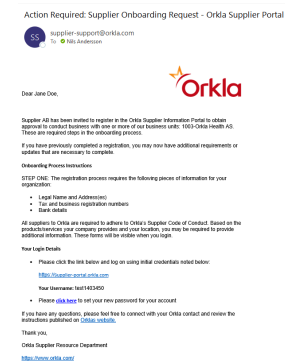 Action Required: Supplier Onboarding Request - Orkla Supplier Portal
SS
supplier-support@orkla.com
To Nils Andersson
Orkla
Dear Jane Doe,
Supplier AB has been invited to register in the Orkla Supplier Information Portal to obtain
approval to conduct business with one or more of our business units: 1003-Orkla Health AS.
These are required steps in the onboarding process.
If you have previously completed a registration, you may now have additional requirements or
updates that are necessary to complete.
Onboarding Process Instructions
STEP ONE: The registration process requires the following pieces of information for your
organization:
• Legal Name and Address(es)
• Tax and business registration numbers
• Bank details
All suppliers to Orkla are required to adhere to Orkla's Supplier Code of Conduct. Based on the
products/services your company provides and your location, you may be required to provide
additional information. These forms will be visible when you login.
Your Login Details
• Please click the link below and log on using initial credentials noted below:
https://supplier-portal.orkla.com
Your Username: test1403450
• Please click here to set your new password for your account
If you have any questions, please feel free to connect with your Orkla contact and review the
instructions published on Orklas website.
Thank you,
Orkla Supplier Resource Department
https://www.orkla.com/